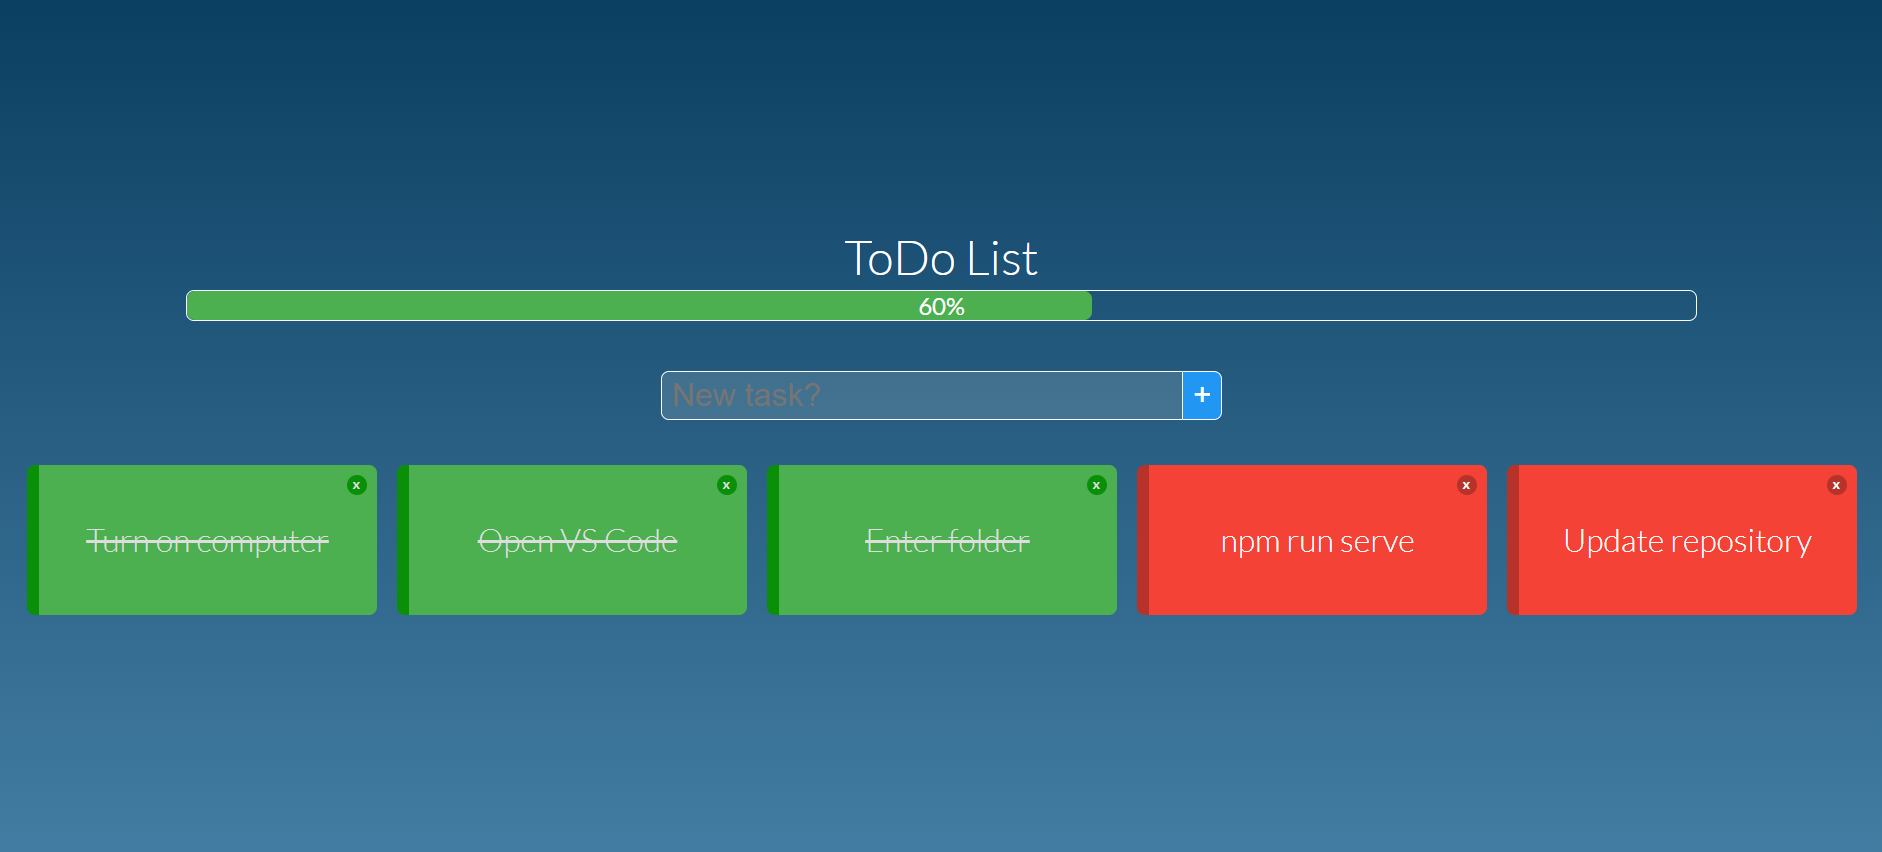 ToDo List
60%
New task?
+
x
x
x
x
x
Turn on computer
Open VS Code
Enter folder
npm run serve
Update repository